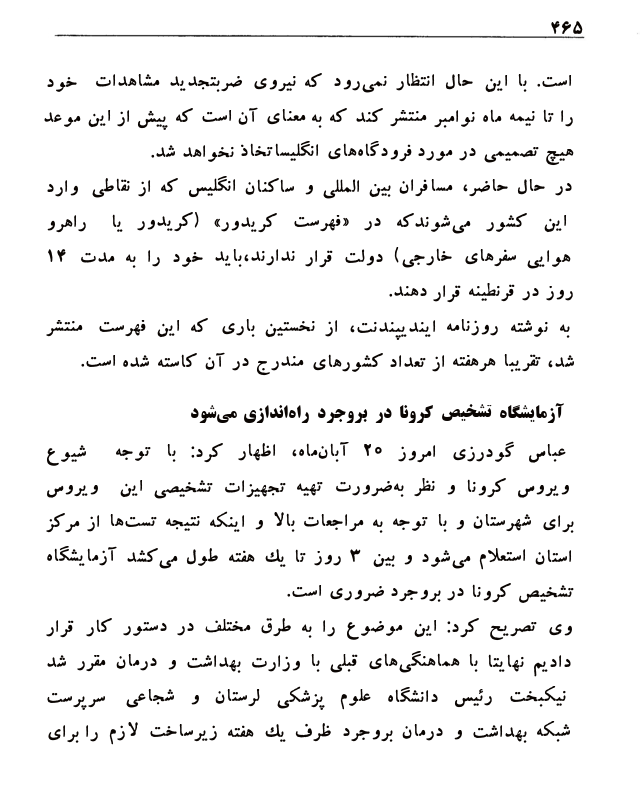 ۴۶۵
است. با این حال انتظار نمی‌رود که نیروی ضربتجدید مشاهدات خود
را تا نیمه ماه نوامبر منتشر کند که به معنای آن است که پیش از این موعد
هیچ تصمیمی در مورد فرودگاه‌های انگلیساتخاذ نخواهد شد.
در حال حاضر، مسافران بین المللی و ساکنان انگلیس که از نقاطی وارد
این کشور می‌شوندکه در «فهرست کریدور» (کریدور یا راهرو
هوایی سفرهای خارجی) دولت قرار ندارند،باید خود را به مدت ۱۴
روز در قرنطینه قرار دهند.
به نوشته روزنامه ایندیپندنت، از نخستین باری که این فهرست منتشر
شد، تقریبا هرهفته از تعداد کشورهای مندرج در آن کاسته شده است.
آزمایشگاه تشخیص کرونا در بروجرد راه‌اندازی می‌شود
عباس گودرزی امروز ۲۰ آبان‌ماه، اظهار کرد: با توجه شیوع
ویروس کرونا و نظر به‌ضرورت تهیه تجهیزات تشخیصی این ویروس
برای شهرستان و با توجه به مراجعات بالا و اینکه نتیجه تست‌ها از مرکز
استان استعلام می‌شود و بین ۳ روز تا یك هفته طول می‌کشد آزمایشگاه
تشخیص کرونا در بروجرد ضروری است.
وی تصریح کرد: این موضوع را به طرق مختلف در دستور کار قرار
دادیم نهایتا با هماهنگی‌های قبلی با وزارت بهداشت و درمان مقرر شد
نیکبخت رئیس دانشگاه علوم پزشکی لرستان و شجاعی سرپرست
شبکه بهداشت و درمان بروجرد ظرف یك هفته زیرساخت لازم را برای